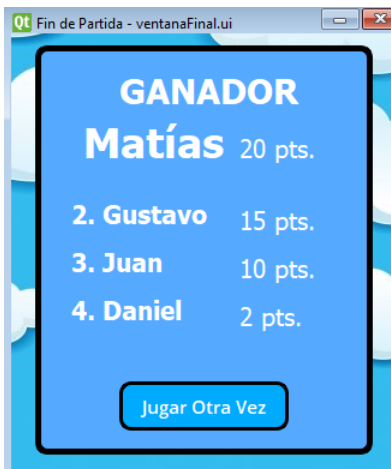 Qt Fin de Partida - ventanaFinal.ui
GANADOR
Matías 20 pts.
2. Gustavo 15 pts.
3. Juan 10 pts.
4. Daniel 2 pts.
Jugar Otra Vez